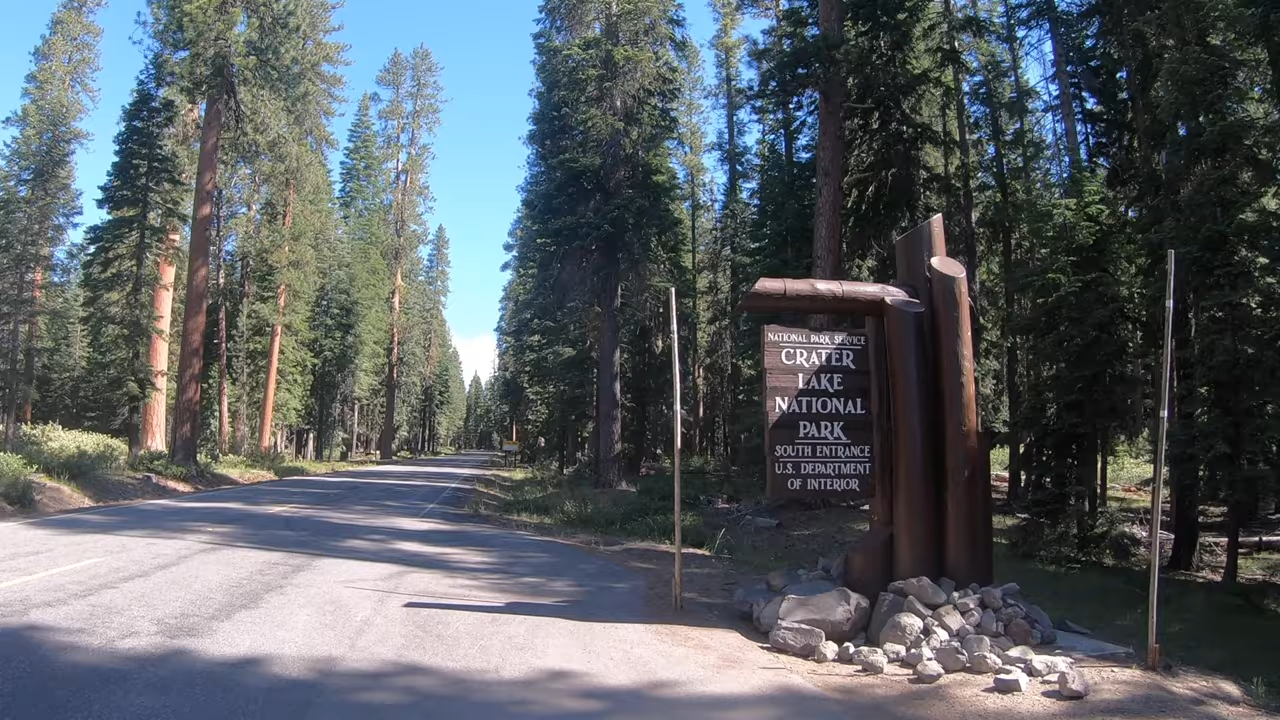 NATIONAL PARK SERVICE
CRATER
LAKE
NATIONAL
PARK
SOUTH ENTRANCE
U.S. DEPARTMENT
OF INTERIOR